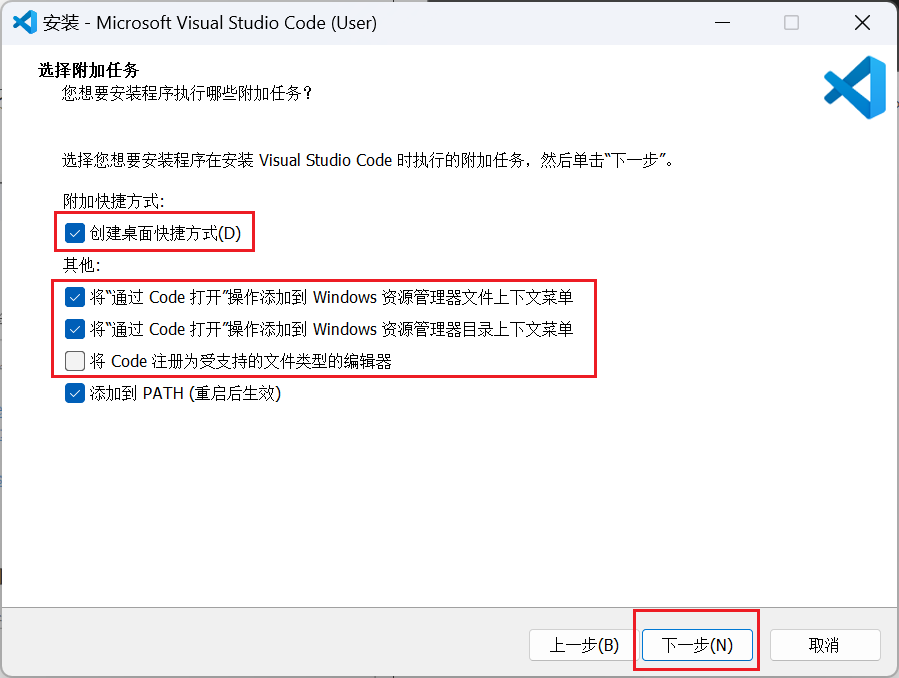 安装 - Microsoft Visual Studio Code (User)
选择附加任务
您想要安装程序执行哪些附加任务？
选择您想要安装程序在安装 Visual Studio Code 时执行的附加任务，然后单击“下一步”。
附加快捷方式:
创建桌面快捷方式(D)
其他:
将“通过 Code 打开”操作添加到 Windows 资源管理器文件上下文菜单
将“通过 Code 打开”操作添加到 Windows 资源管理器目录上下文菜单
将 Code 注册为受支持的文件类型的编辑器
添加到 PATH (重启后生效)
上一步(B) 下一步(N) 取消